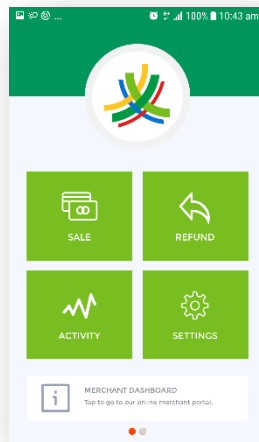 ... 100% 10:43 am
SALE
REFUND
ACTIVITY
SETTINGS
MERCHANT DASHBOARD
Tap to go to our online merchant portal.